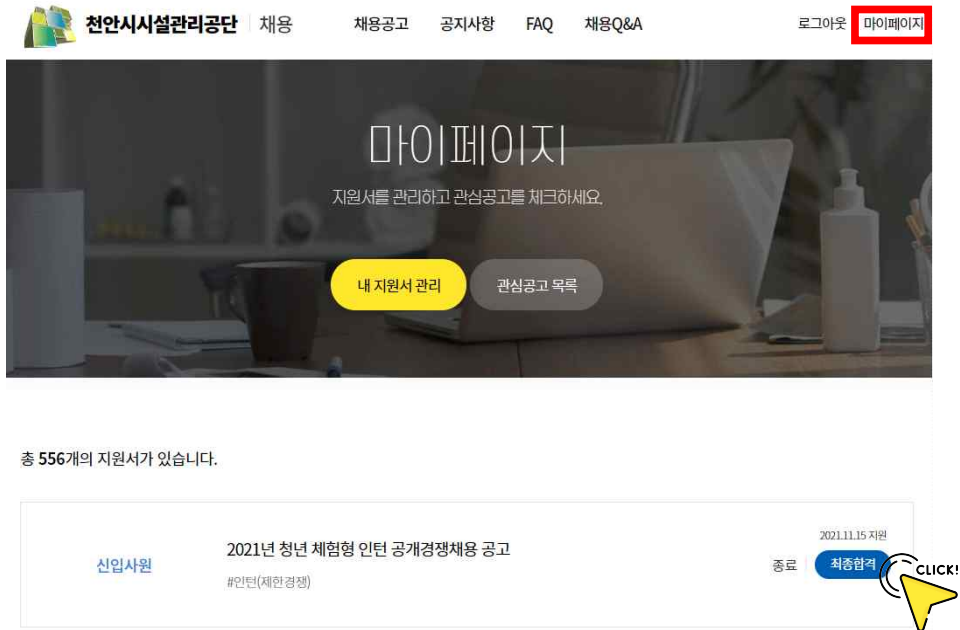 천안시시설관리공단 채용 채용공고 공지사항 FAQ 채용Q&A 로그아웃 마이페이지
마이페이지
지원서를 관리하고 관심공고를 체크하세요.
내 지원서 관리 관심공고 목록
총 556개의 지원서가 있습니다.
2021.11.15 지원
신입사원 2021년 청년 체험형 인턴 공개경쟁채용 공고 종료 최종합격 CLICK!
#인턴(제한경쟁)